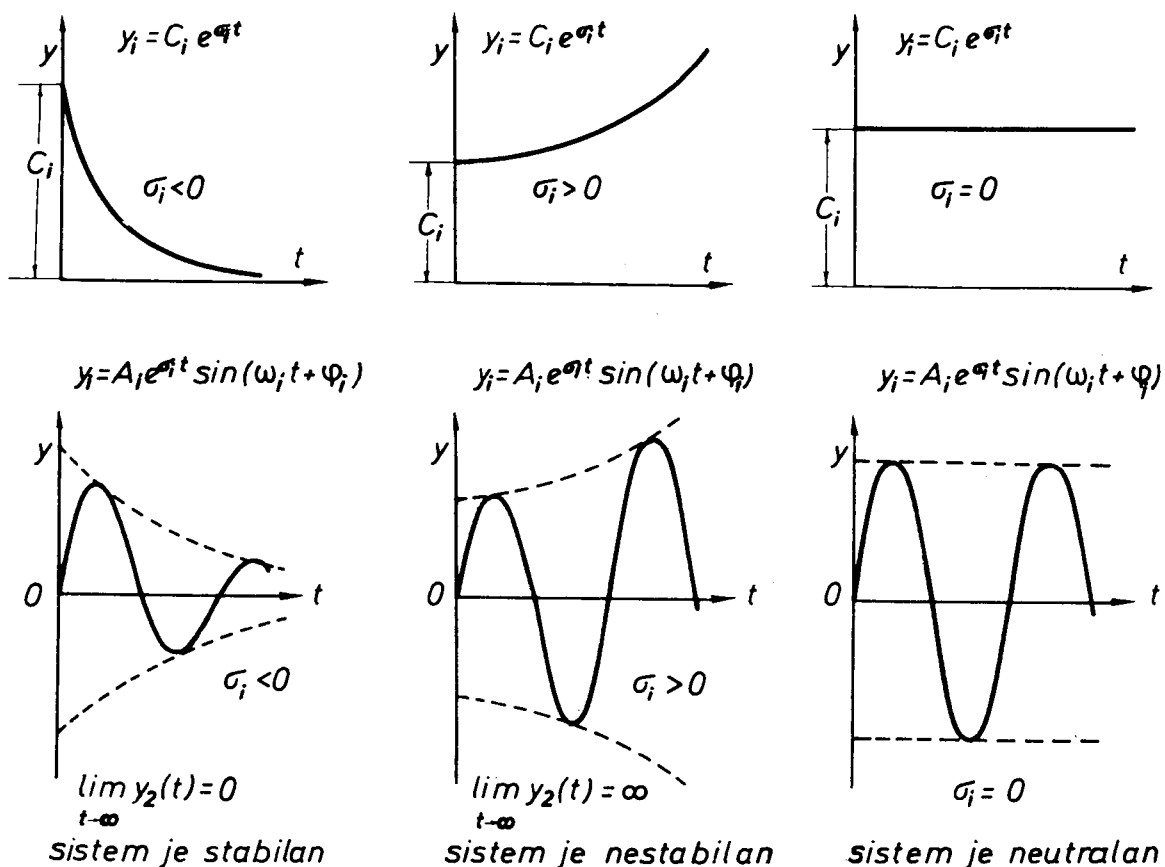 y_i = C_i e^{σ_i t}
y
C_i
σ_i < 0
t
y_i = C_i e^{σ_i t}
y
C_i
σ_i > 0
t
y_i = C_i e^{σ_i t}
y
C_i
σ_i = 0
t
y_i = A_i e^{σ_i t} sin(ω_i t + φ_i)
y
0
t
σ_i < 0
lim y_2(t) = 0
t→∞
sistem je stabilan
y_i = A_i e^{σ_i t} sin(ω_i t + φ_i)
y
0
t
σ_i > 0
lim y_2(t) = ∞
t→∞
sistem je nestabilan
y_i = A_i e^{σ_i t} sin(ω_i t + φ_i)
y
0
t
σ_i = 0
sistem je neutralan